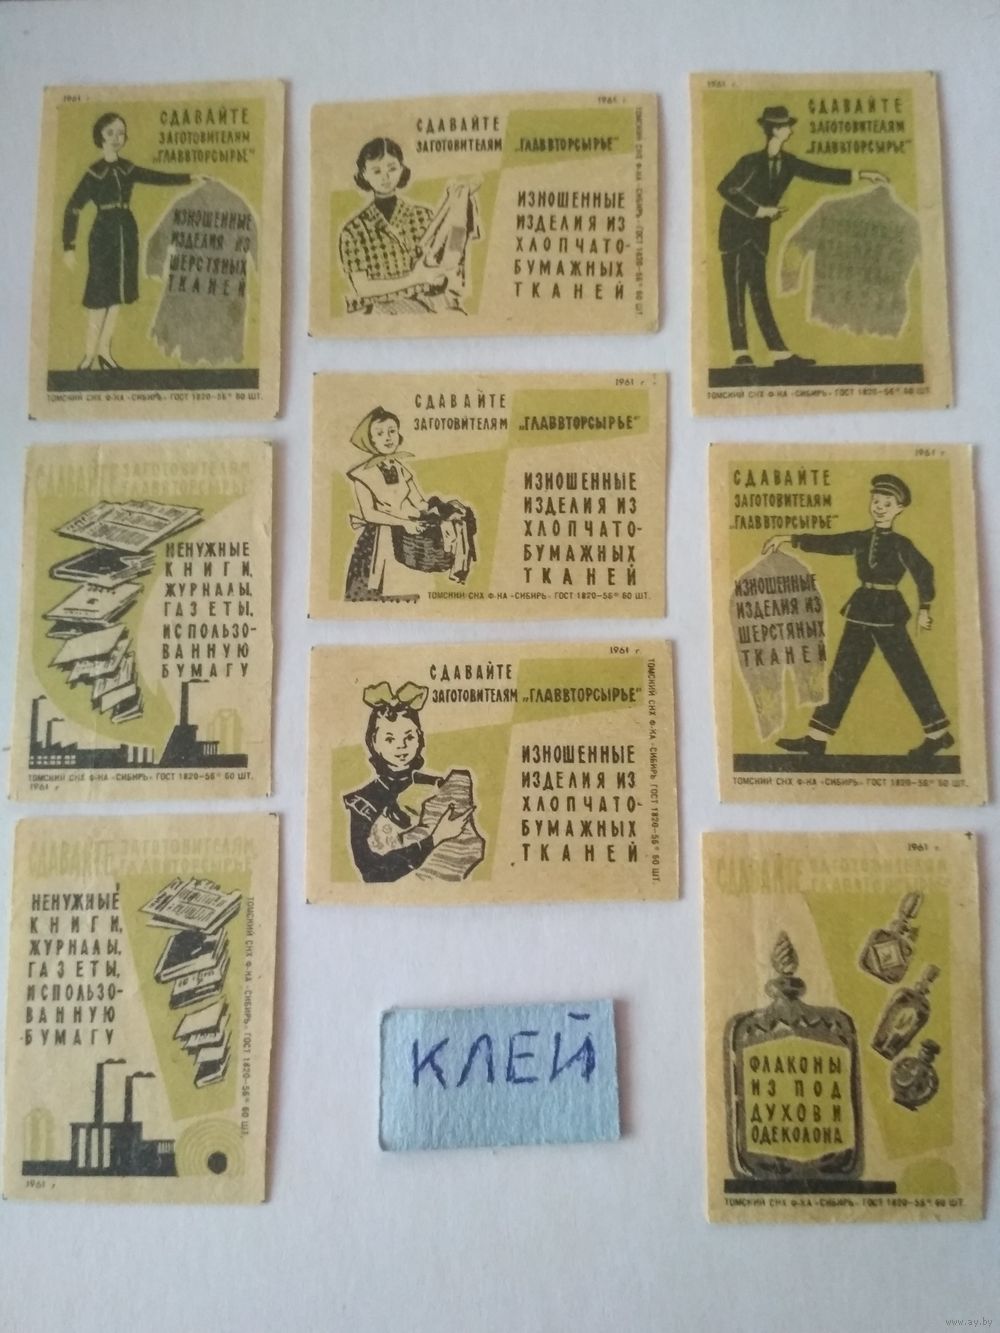 1961 г.
СДАВАЙТЕ
ЗАГОТОВИТЕЛЯМ
„ГЛАВВТОРСЫРЬЕ"
ИЗНОШЕННЫЕ
ИЗДЕЛИЯ ИЗ
ШЕРСТЯНЫХ
ТКАНЕЙ
ТОМСКИЙ СНХ Ф-КА «СИБИРЬ» ГОСТ 1820—56* 60 ШТ.
1961 г.
СДАВАЙТЕ
ЗАГОТОВИТЕЛЯМ „ГЛАВВТОРСЫРЬЕ"
ИЗНОШЕННЫЕ
ИЗДЕЛИЯ ИЗ
ХЛОПЧАТО-
БУМАЖНЫХ
ТКАНЕЙ
ТОМСКИЙ СНХ Ф-КА «СИБИРЬ» ГОСТ 1820—56* 60 ШТ.
1961 г.
СДАВАЙТЕ
ЗАГОТОВИТЕЛЯМ
„ГЛАВВТОРСЫРЬЕ"
ТОМСКИЙ СНХ Ф-КА «СИБИРЬ» ГОСТ 1820—56* 60 ШТ.
1961 г.
СДАВАЙТЕ
ЗАГОТОВИТЕЛЯМ „ГЛАВВТОРСЫРЬЕ"
ИЗНОШЕННЫЕ
ИЗДЕЛИЯ ИЗ
ХЛОПЧАТО-
БУМАЖНЫХ
ТКАНЕЙ
ТОМСКИЙ СНХ Ф-КА «СИБИРЬ» ГОСТ 1820—56* 60 ШТ.
СДАВАЙТЕ ЗАГОТОВИТЕЛЯМ
ГЛАВВТОРСЫРЬЕ
НЕНУЖНЫЕ
КНИГИ,
ЖУРНАЛЫ,
ГАЗЕТЫ,
ИСПОЛЬЗО-
ВАННУЮ
БУМАГУ
ТОМСКИЙ СНХ Ф-КА «СИБИРЬ» ГОСТ 1820—56* 60 ШТ.
1961 г
1961 г
СДАВАЙТЕ
ЗАГОТОВИТЕЛЯМ
„ГЛАВВТОРСЫРЬЕ"
ИЗНОШЕННЫЕ
ИЗДЕЛИЯ ИЗ
ШЕРСТЯНЫХ
ТКАНЕЙ
ТОМСКИЙ СНХ Ф-КА «СИБИРЬ» ГОСТ 1820—56* 60 ШТ.
1961 г
СДАВАЙТЕ
ЗАГОТОВИТЕЛЯМ „ГЛАВВТОРСЫРЬЕ"
ИЗНОШЕННЫЕ
ИЗДЕЛИЯ ИЗ
ХЛОПЧАТО-
БУМАЖНЫХ
ТКАНЕЙ
ТОМСКИЙ СНХ Ф-КА «СИБИРЬ» ГОСТ 1820—56* 60 ШТ.
СДАВАЙТЕ ЗАГОТОВИТЕЛЯМ
ГЛАВВТОРСЫРЬЕ
НЕНУЖНЫЕ
КНИГИ,
ЖУРНАЛЫ,
ГАЗЕТЫ,
ИСПОЛЬЗО-
ВАННУЮ
БУМАГУ
ТОМСКИЙ СНХ Ф-КА «СИБИРЬ» ГОСТ 1820—56* 60 ШТ.
1961 г
КЛЕЙ
1961 г.
СДАВАЙТЕ ЗАГОТОВИТЕЛЯМ
ГЛАВВТОРСЫРЬЕ
ФЛАКОНЫ
ИЗ ПОД
ДУХОВ И
ОДЕКОЛОНА
ТОМСКИЙ СНХ Ф-КА «СИБИРЬ» ГОСТ 1820—56* 60 ШТ.
www.ay.by